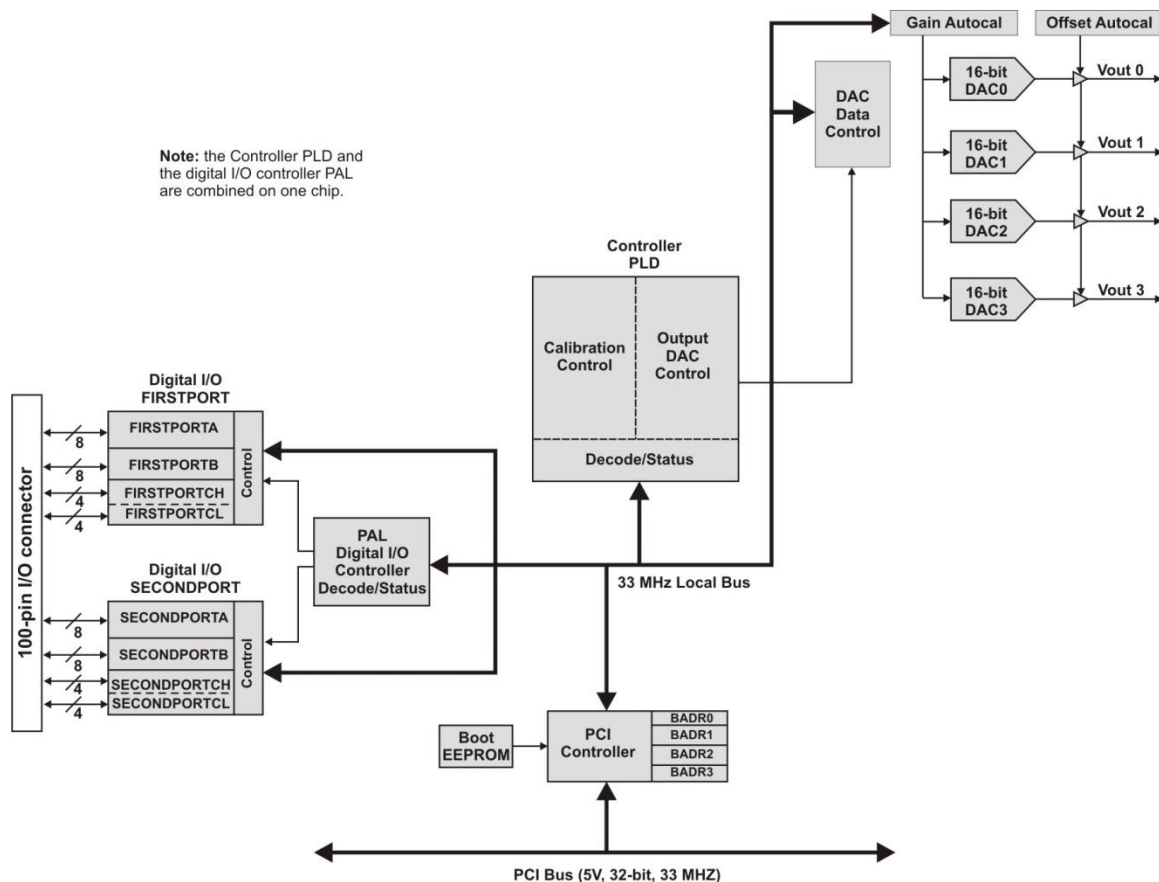 Gain Autocal
Offset Autocal
16-bit
DAC0
Vout 0
DAC
Data
Control
16-bit
DAC1
Vout 1
Note: the Controller PLD and
the digital I/O controller PAL
are combined on one chip.
16-bit
DAC2
Vout 2
Controller
PLD
16-bit
DAC3
Vout 3
Calibration
Control
Output
DAC
Control
Decode/Status
Digital I/O
FIRSTPORT
100-pin I/O connector
8
FIRSTPORTA
8
FIRSTPORTB
4
FIRSTPORTCH
4
FIRSTPORTCL
Control
PAL
Digital I/O
Controller
Decode/Status
33 MHz Local Bus
Digital I/O
SECONDPORT
8
SECONDPORTA
8
SECONDPORTB
4
SECONDPORTCH
4
SECONDPORTCL
Control
Boot
EEPROM
PCI
Controller
BADR0
BADR1
BADR2
BADR3
PCI Bus (5V, 32-bit, 33 MHZ)